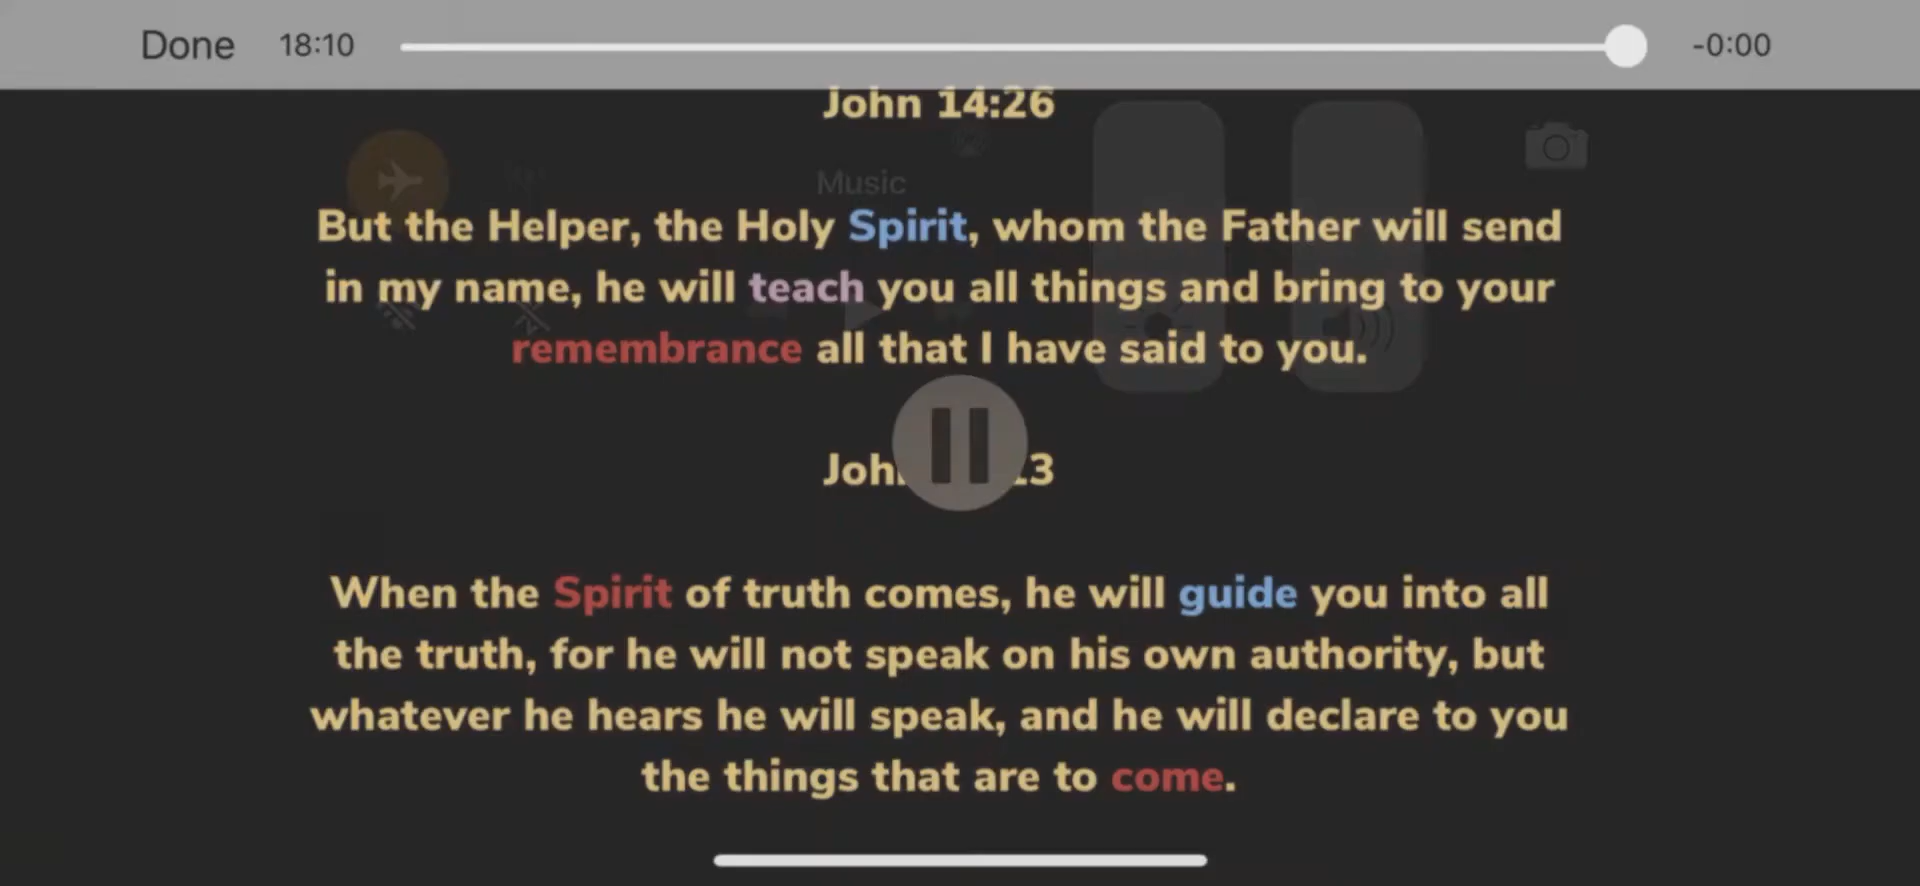 Done 18:10 -0:00
John 14:26
Music
But the Helper, the Holy Spirit, whom the Father will send
in my name, he will teach you all things and bring to your
remembrance all that I have said to you.
John 3
When the Spirit of truth comes, he will guide you into all
the truth, for he will not speak on his own authority, but
whatever he hears he will speak, and he will declare to you
the things that are to come.